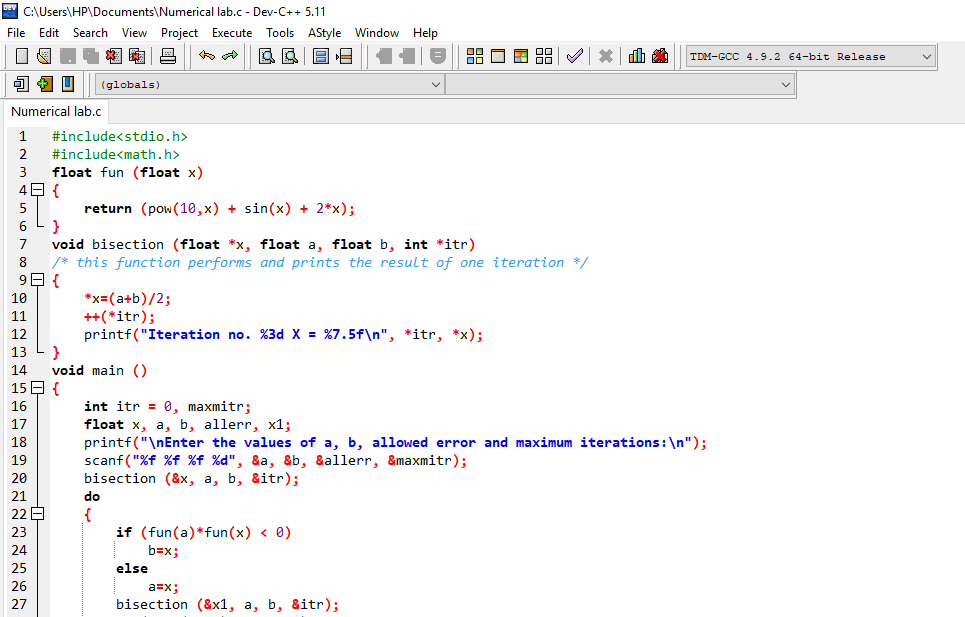 C:\Users\HP\Documents\Numerical lab.c - Dev-C++ 5.11
File Edit Search View Project Execute Tools AStyle Window Help
TDM-GCC 4.9.2 64-bit Release
(globals)
Numerical lab.c
1 #include<stdio.h>
2 #include<math.h>
3 float fun (float x)
4 {
5 return (pow(10,x) + sin(x) + 2*x);
6 }
7 void bisection (float *x, float a, float b, int *itr)
8 /* this function performs and prints the result of one iteration */
9 {
10 *x=(a+b)/2;
11 ++(*itr);
12 printf("Iteration no. %3d X = %7.5f\n", *itr, *x);
13 }
14 void main ()
15 {
16 int itr = 0, maxmitr;
17 float x, a, b, allerr, x1;
18 printf("\nEnter the values of a, b, allowed error and maximum iterations:\n");
19 scanf("%f %f %f %d", &a, &b, &allerr, &maxmitr);
20 bisection (&x, a, b, &itr);
21 do
22 {
23 if (fun(a)*fun(x) < 0)
24 b=x;
25 else
26 a=x;
27 bisection (&x1, a, b, &itr);